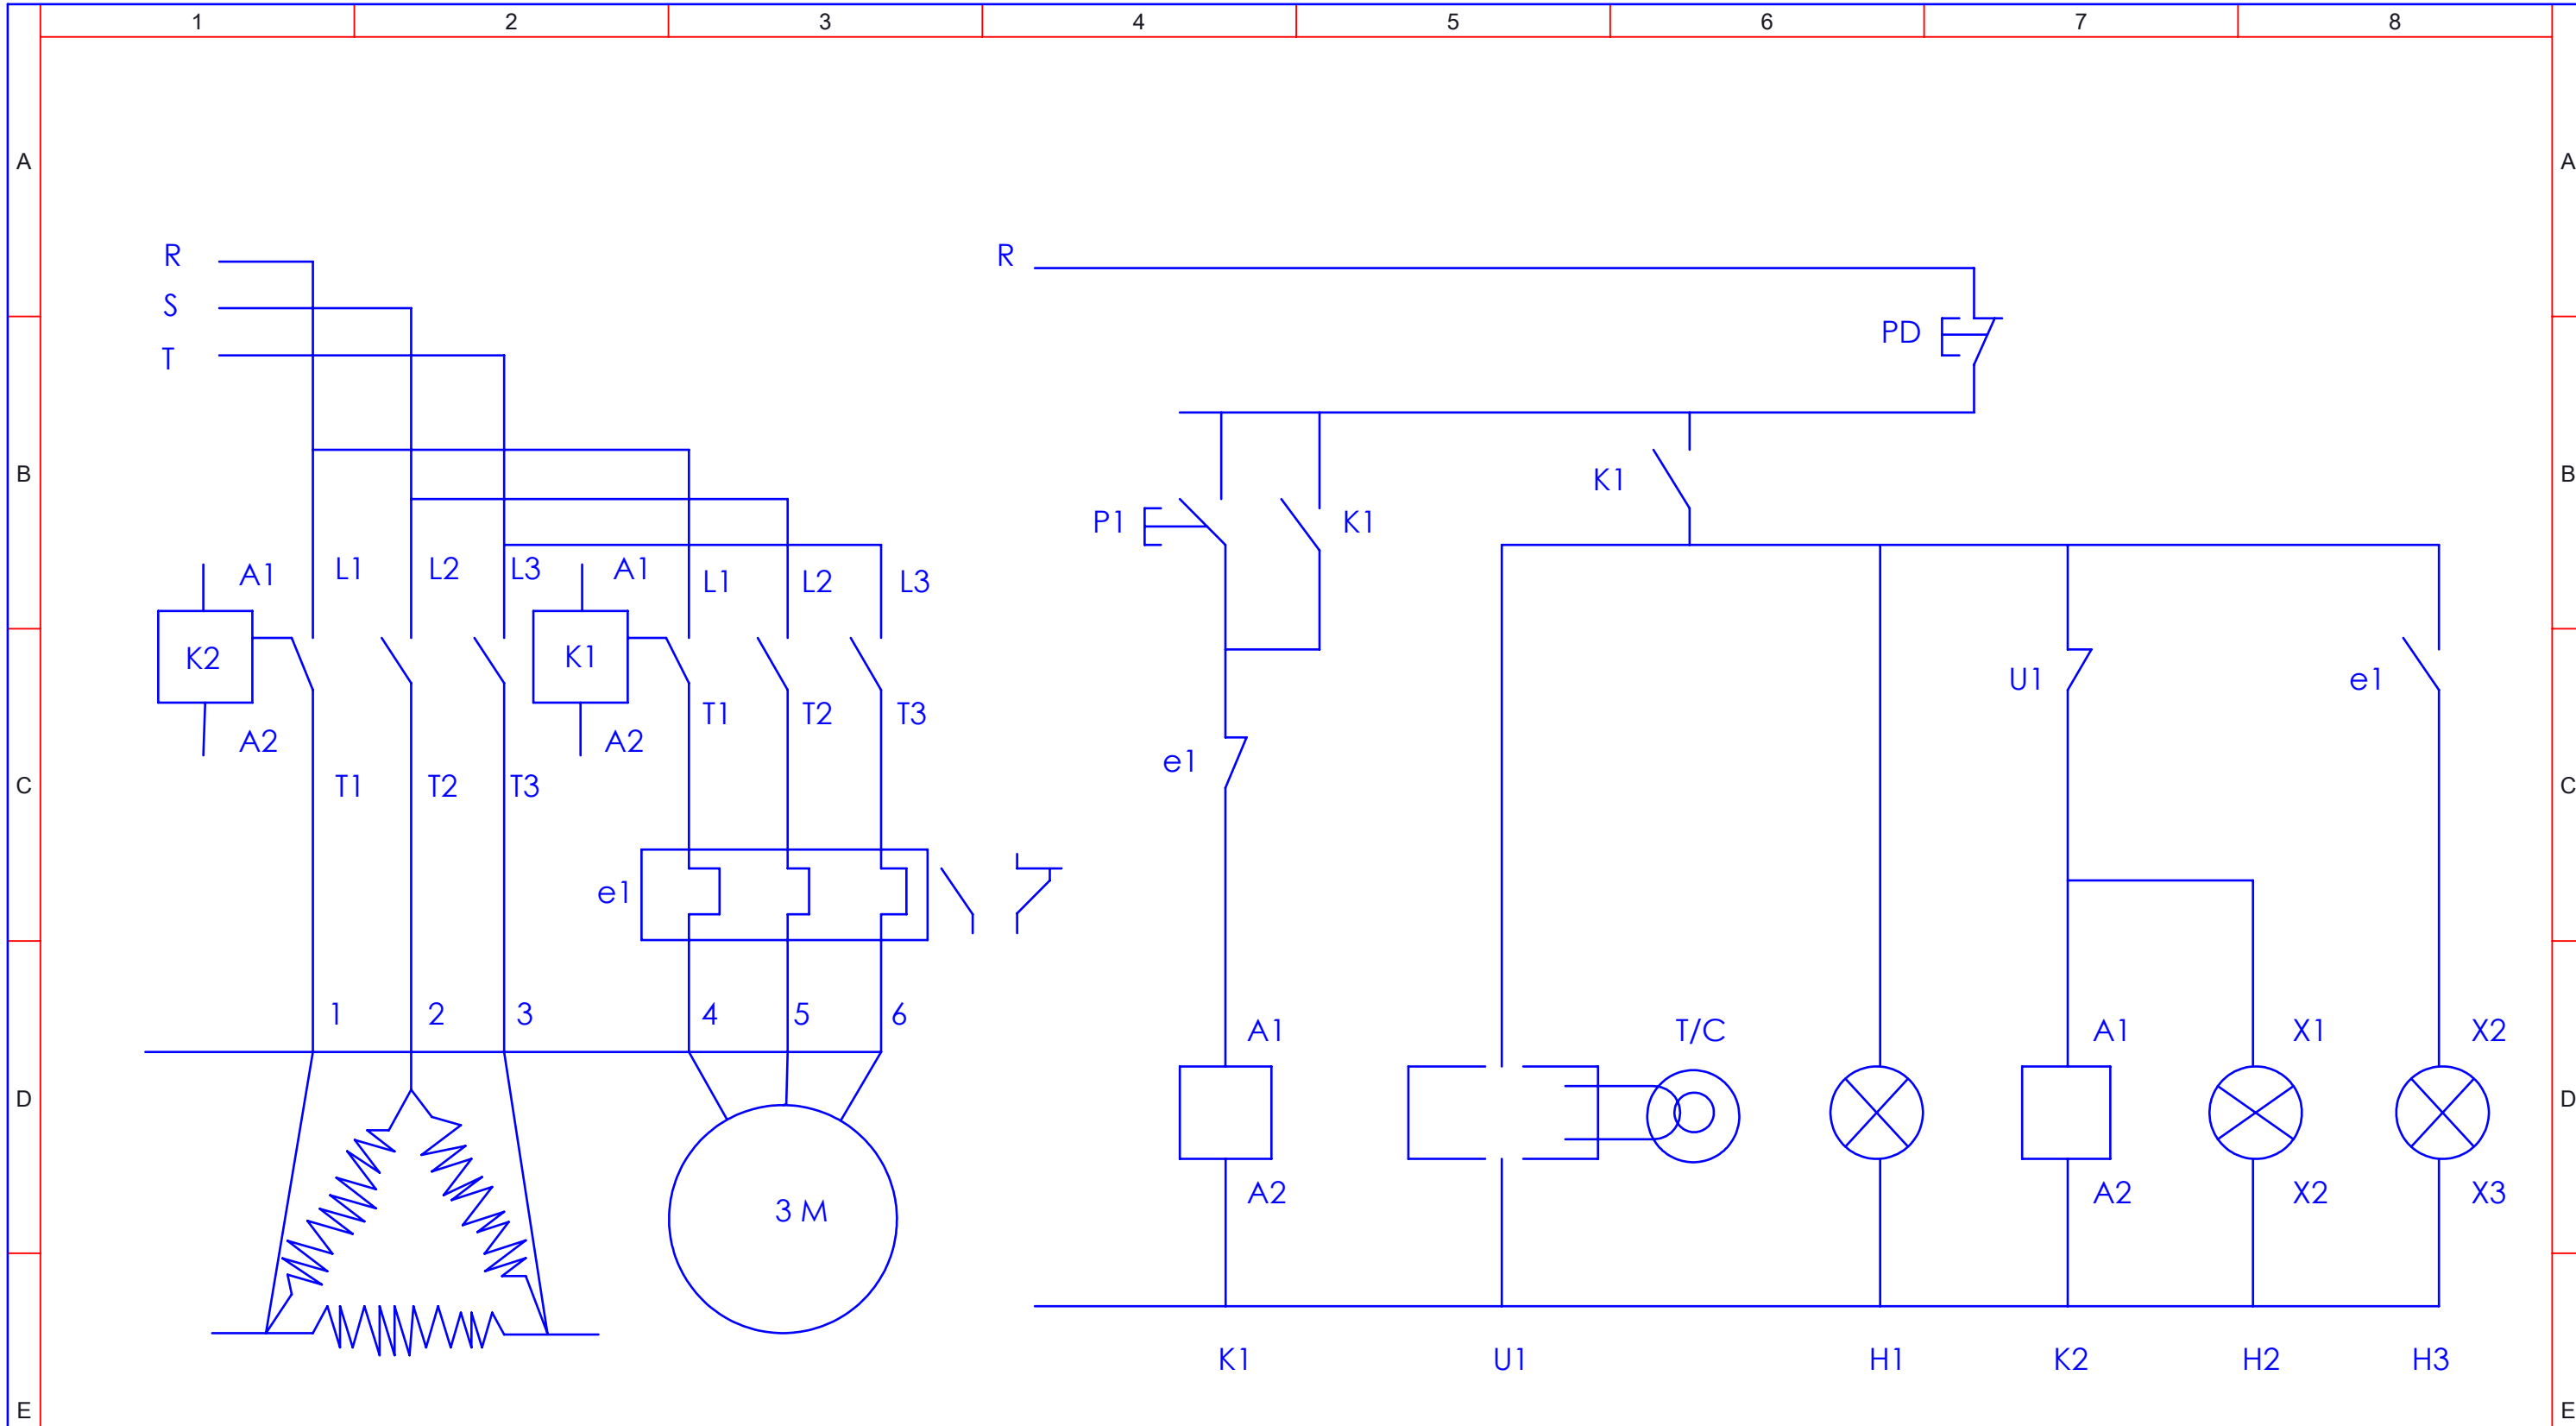 1 2 3 4 5 6 7 8
A A
R R
S
PD
T
B K1 B
P1 K1
A1 L1 L2 L3 A1 L1 L2 L3
K2 K1 U1 e1
T1 T2 T3
A2 A2 e1
C T1 T2 T3 C
e1
1 2 3 4 5 6
A1 T/C A1 X1 X2
D D
A2 A2 X2 X3
3 M
K1 U1 H1 K2 H2 H3
E E